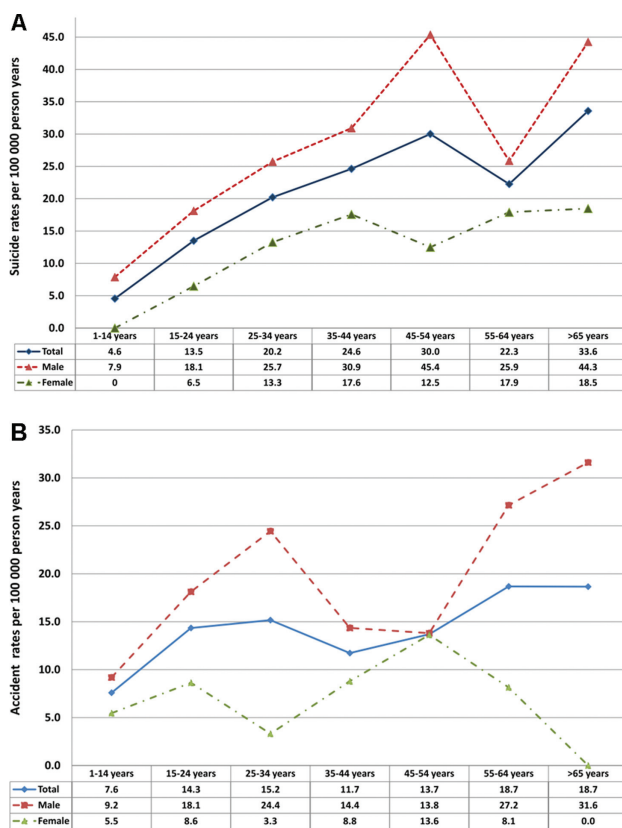 A
Suicide rates per 100 000 person years
45.0
40.0
35.0
30.0
25.0
20.0
15.0
10.0
5.0
0.0
1-14 years 15-24 years 25-34 years 35-44 years 45-54 years 55-64 years >65 years
Total 4.6 13.5 20.2 24.6 30.0 22.3 33.6
Male 7.9 18.1 25.7 30.9 45.4 25.9 44.3
Female 0 6.5 13.3 17.6 12.5 17.9 18.5
B
Accident rates per 100 000 person years
35.0
30.0
25.0
20.0
15.0
10.0
5.0
0.0
1-14 years 15-24 years 25-34 years 35-44 years 45-54 years 55-64 years >65 years
Total 7.6 14.3 15.2 11.7 13.7 18.7 18.7
Male 9.2 18.1 24.4 14.4 13.8 27.2 31.6
Female 5.5 8.6 3.3 8.8 13.6 8.1 0.0